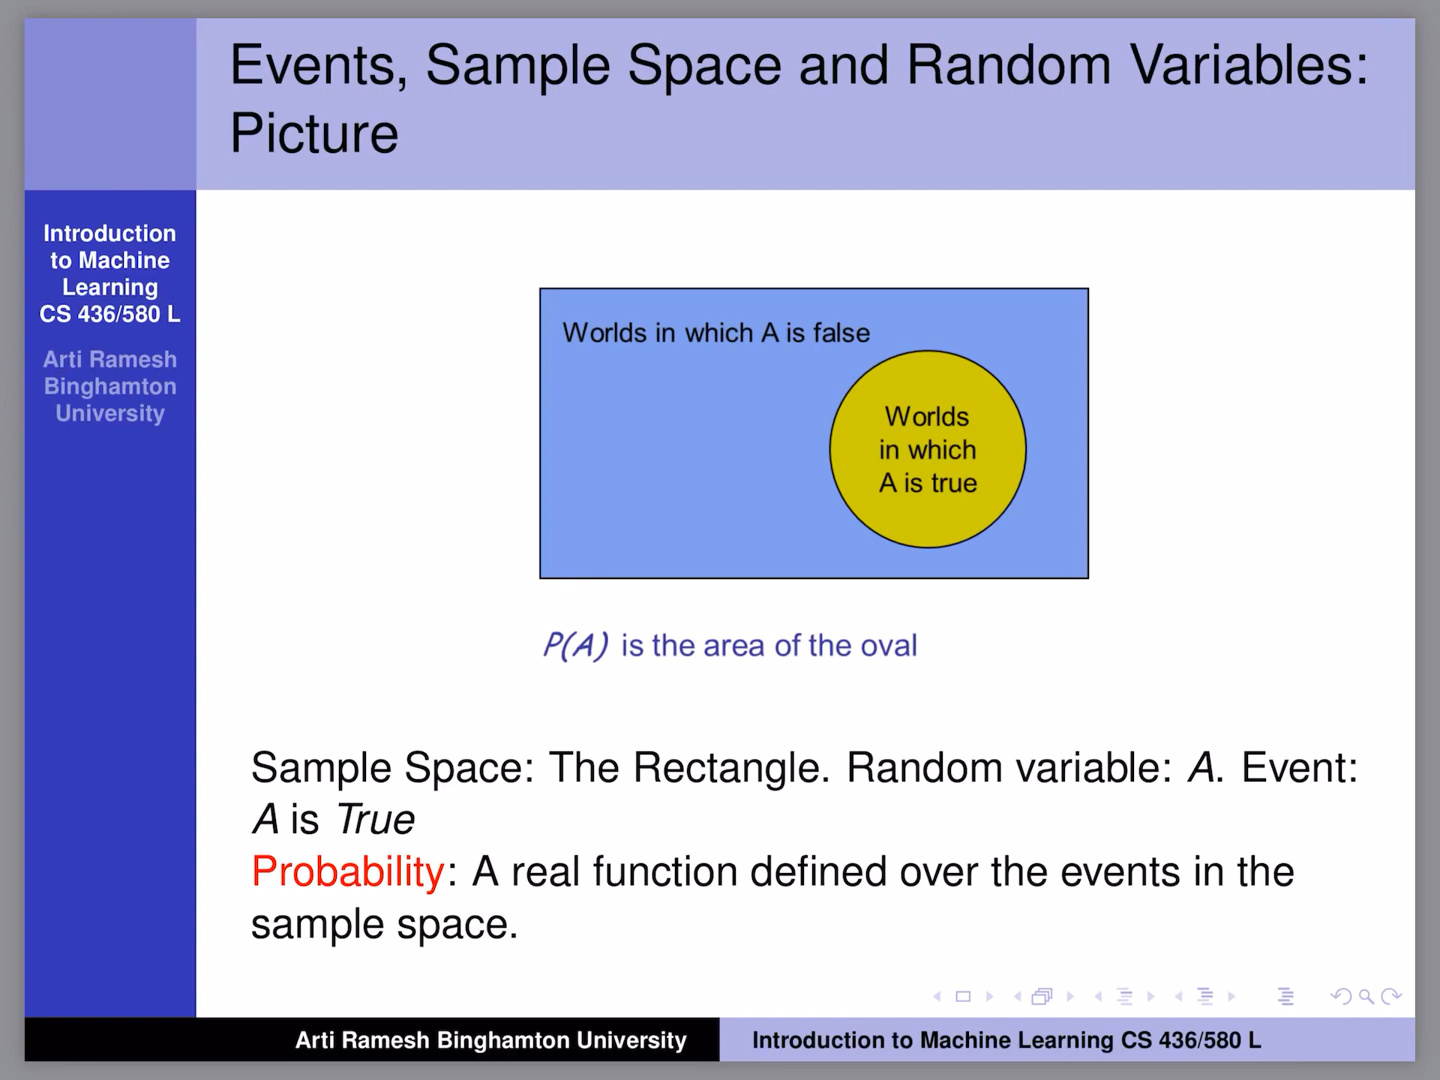 Events, Sample Space and Random Variables:
Picture
Introduction
to Machine
Learning
CS 436/580 L
Arti Ramesh
Binghamton
University
Worlds in which A is false
Worlds
in which
A is true
P(A) is the area of the oval
Sample Space: The Rectangle. Random variable: A. Event:
A is True
Probability: A real function defined over the events in the
sample space.
Arti Ramesh Binghamton University
Introduction to Machine Learning CS 436/580 L